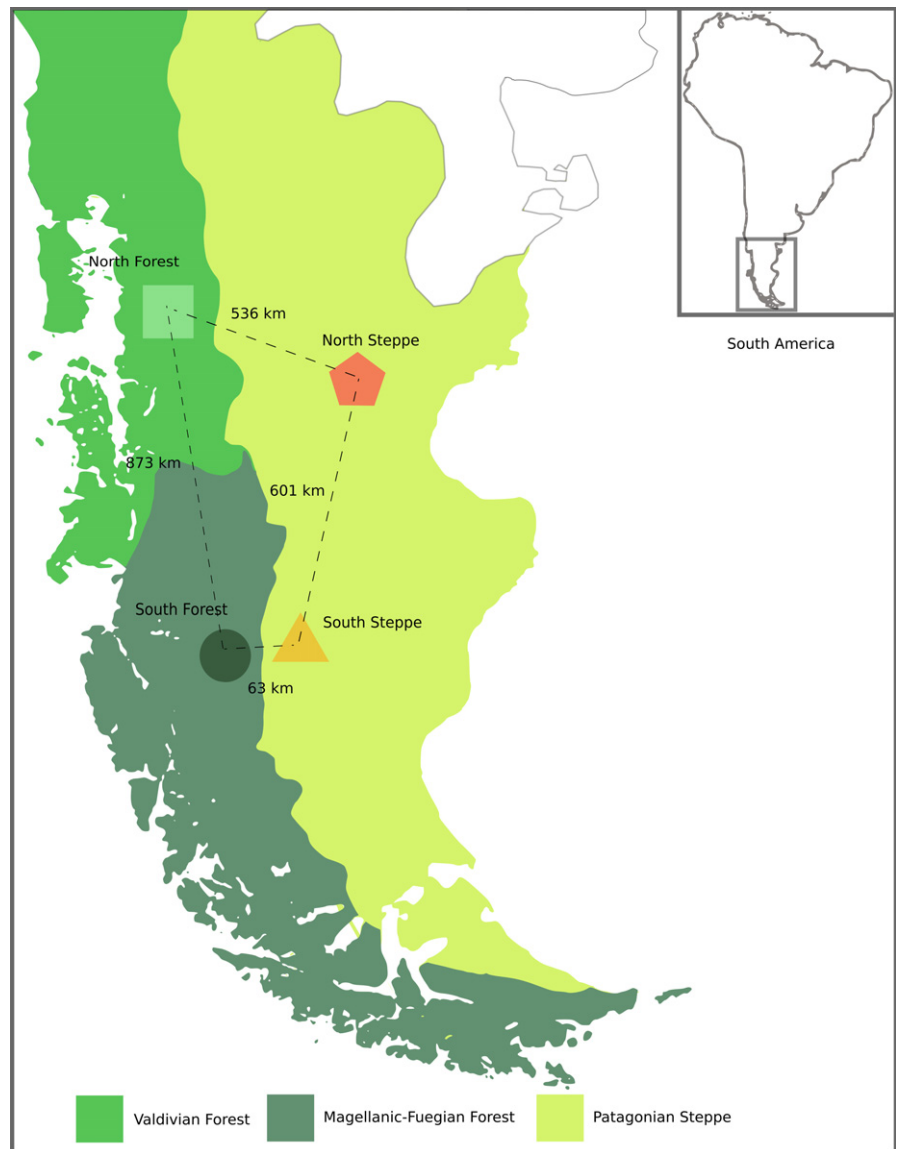 North Forest
536 km
North Steppe
South America
873 km
601 km
South Forest
South Steppe
63 km
Valdivian Forest
Magellanic-Fuegian Forest
Patagonian Steppe